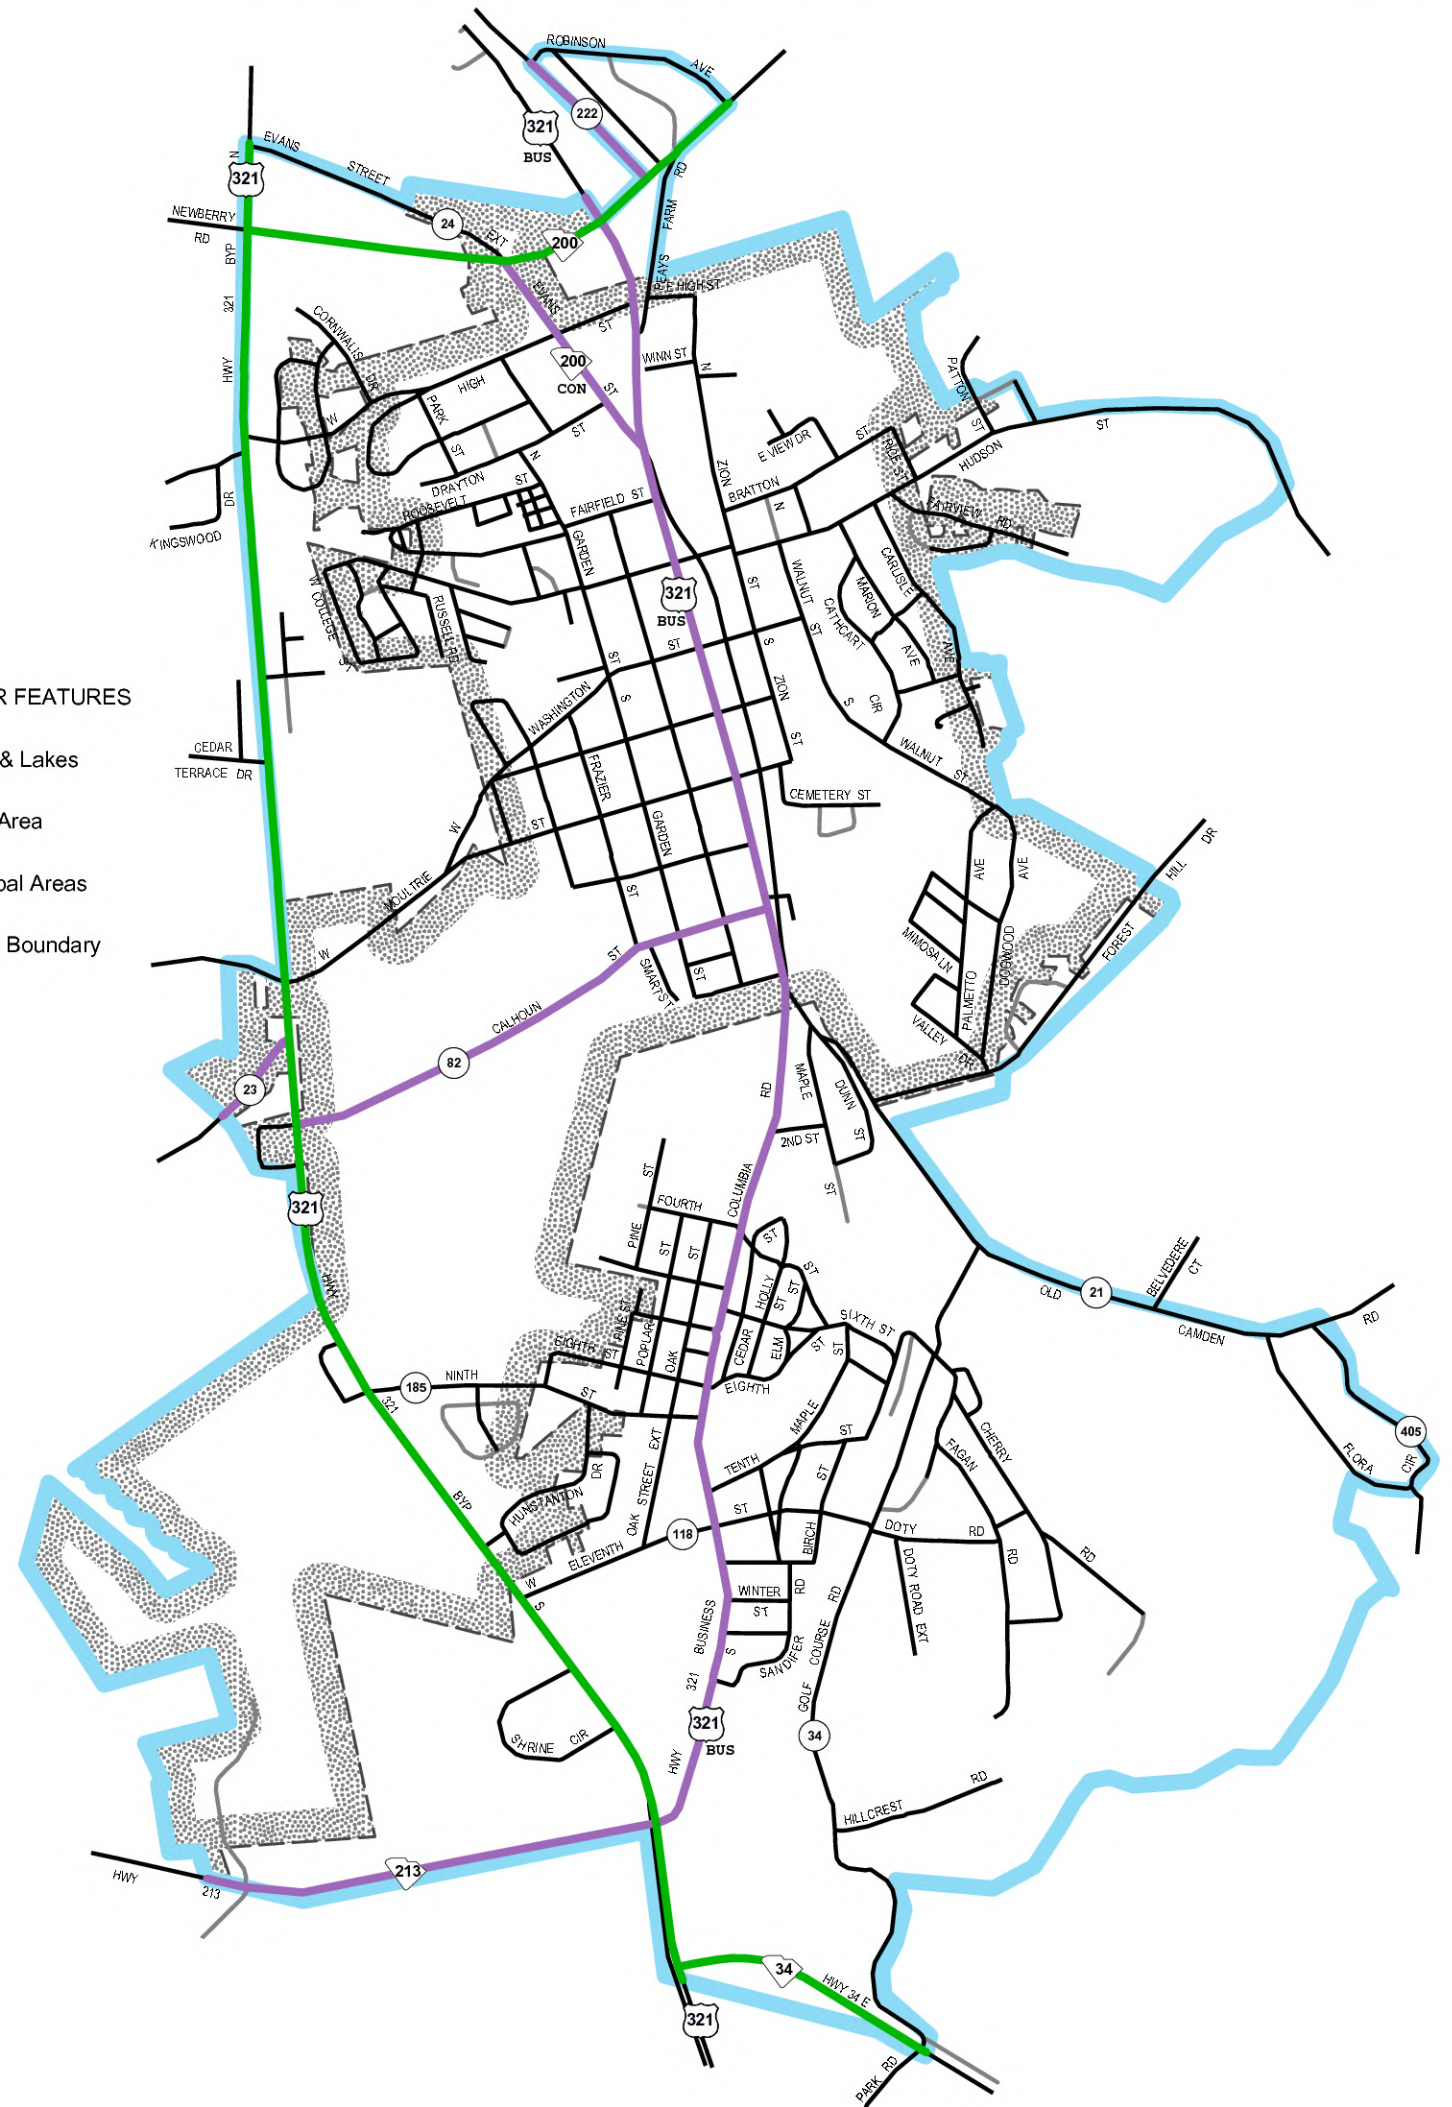 ROBINSON
AVE
222
321
BUS
N
321
EVANS
STREET
RD
NEWBERRY
RD
24
EXT
200
FARM
PEAYS
BYP
321
HWY
E HIGH ST
EVANS
ST
CORNWALIS
DR
200
CON
ST
WINN ST
N
HIGH
PARK
ST
W
PATTON
ST
ST
HUDSON
E VIEW DR
ST
RICE ST
ST
N
DRAYTON
ST
ROOSEVELT
FAIRFIELD ST
ZION
BRATTON
N
FAIRVIEW
RD
DR
KINGSWOOD
GARDEN
W COLLEGE
ST
RUSSELL RD
321
BUS
ST
WALNUT
ST
CARLISLE
MARION
CATHCART
AVE
AVE
ST
ST
S
ZION
ST
S
CIR
WASHINGTON
S
R FEATURES
CEDAR
TERRACE DR
& Lakes
WALNUT
ST
FRAZIER
CEMETERY ST
Area
W
ST
GARDEN
HILL
DR
AVE
AVE
pal Areas
MOULTRIE
ST
Boundary
W
ST
SMARTS T
ST
MIMOSA LN
DOGWOOD
FOREST
CALHOUN
PALMETTO
VALLEY
DR
82
23
RD
MAPLE
DUNN
ST
2ND ST
ST
321
ST
FOURTH
COLUMBIA
PINE
ST
ST
ST
ST
HWY
HOLLY
ST
ST
BELVEDERE
CT
OLD
21
CAMDEN
RD
PINE ST
EIGHTH ST
POPLAR
OAK
CEDAR
ELM
ST
ST
SIXTH ST
NINTH
185
ST
EIGHTH
321
MAPLE
ST
CHERRY
FAGAN
405
FLORA
CIR
EXT
TENTH
ST
DR
STREET
HUNSTANTON
BYP
OAK
ST
118
ELEVENTH
BIRCH
DOTY
RD
DOTY ROAD EXT
RD
RD
W
S
WINTER
ST
RD
BUSINESS
RD
COURSE
S
SANDIFER
321
GOLF
321
BUS
34
SHRINE
CIR
HWY
RD
HILLCREST
HWY
213
213
34
HWY 34 E
321
PARK
RD